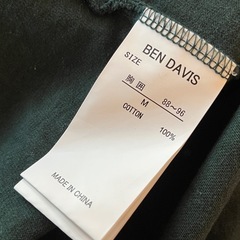 BEN DAVIS
SIZE
胸囲 88~96
M
COTTON 100%
MADE IN CHINA